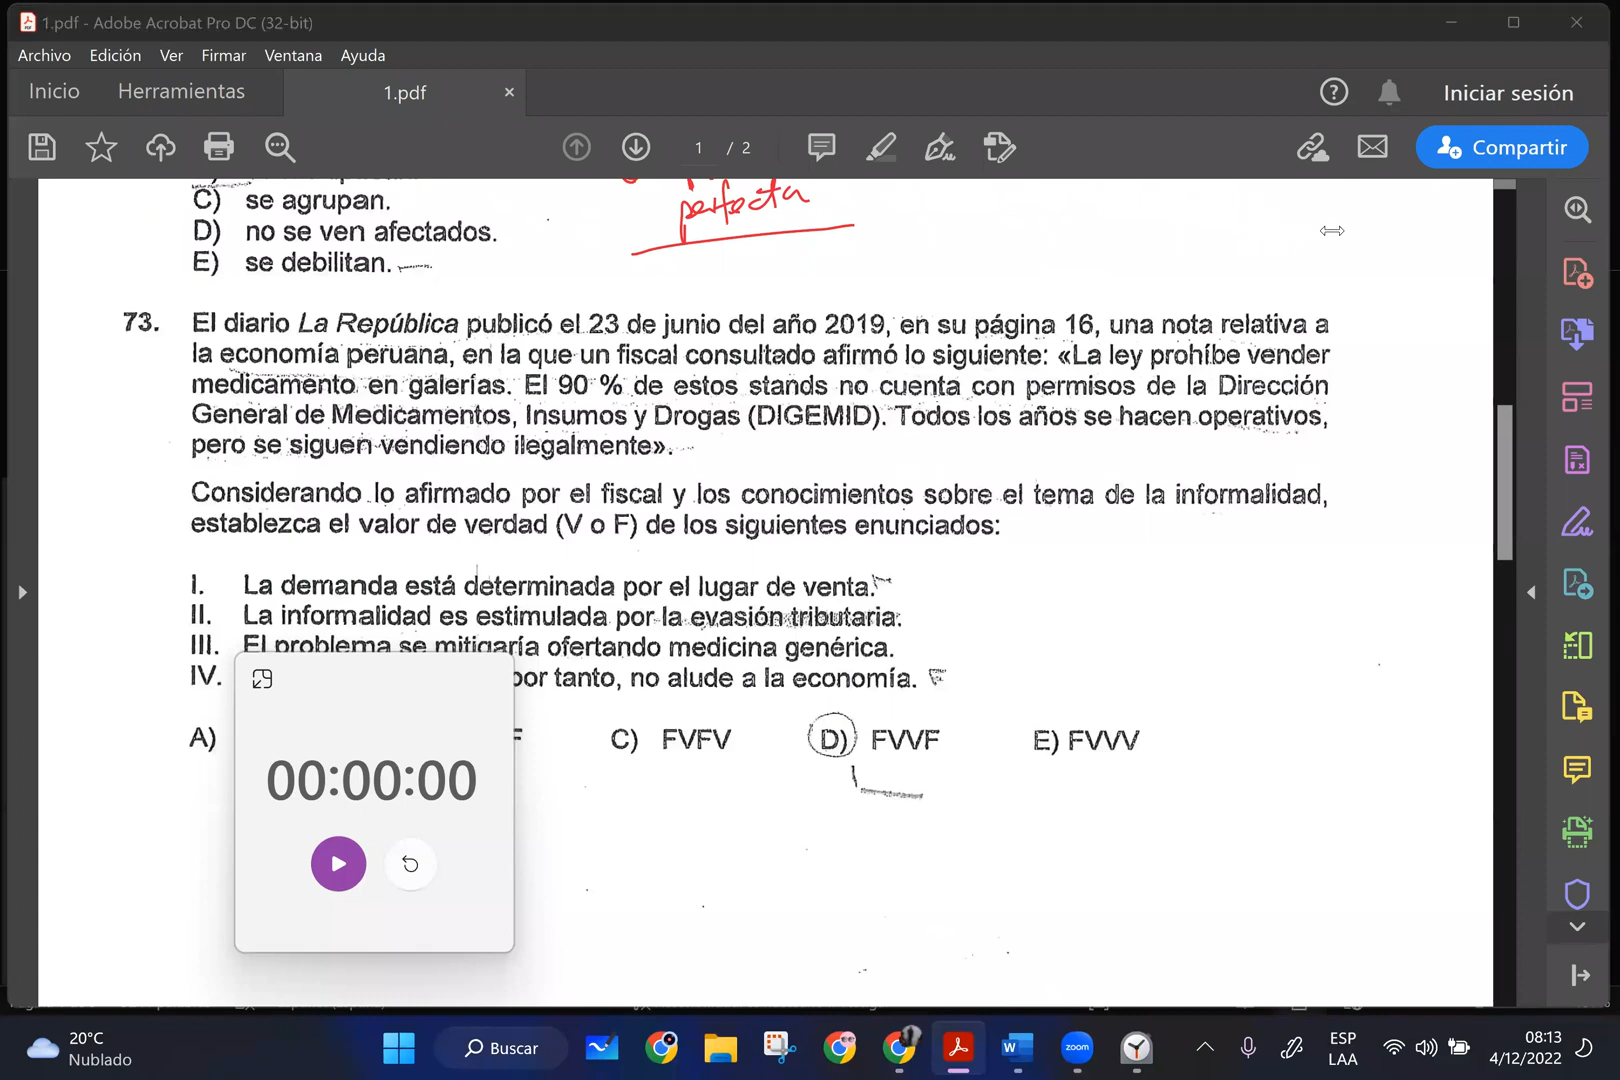 1.pdf - Adobe Acrobat Pro DC (32-bit)
Archivo Edición Ver Firmar Ventana Ayuda
Inicio Herramientas 1.pdf × Iniciar sesión
1 / 2 Compartir
C) se agrupan.
perfecta
D) no se ven afectados.
E) se debilitan.
73. El diario La República publicó el 23 de junio del año 2019, en su página 16, una nota relativa a
la economía peruana, en la que un fiscal consultado afirmó lo siguiente: «La ley prohíbe vender
medicamento en galerías. El 90 % de estos stands no cuenta con permisos de la Dirección
General de Medicamentos, Insumos y Drogas (DIGEMID). Todos los años se hacen operativos,
pero se siguen vendiendo ilegalmente».
Considerando lo afirmado por el fiscal y los conocimientos sobre el tema de la informalidad,
establezca el valor de verdad (V o F) de los siguientes enunciados:
I. La demanda está determinada por el lugar de venta.
II. La informalidad es estimulada por la evasión tributaria.
III. El problema se mitigaría ofertando medicina genérica.
IV. por tanto, no alude a la economía. F
A) F C) FVFV D) FVVF E) FVVV
00:00:00
20°C
Nublado
Buscar
zoom
ESP
LAA
08:13
4/12/2022